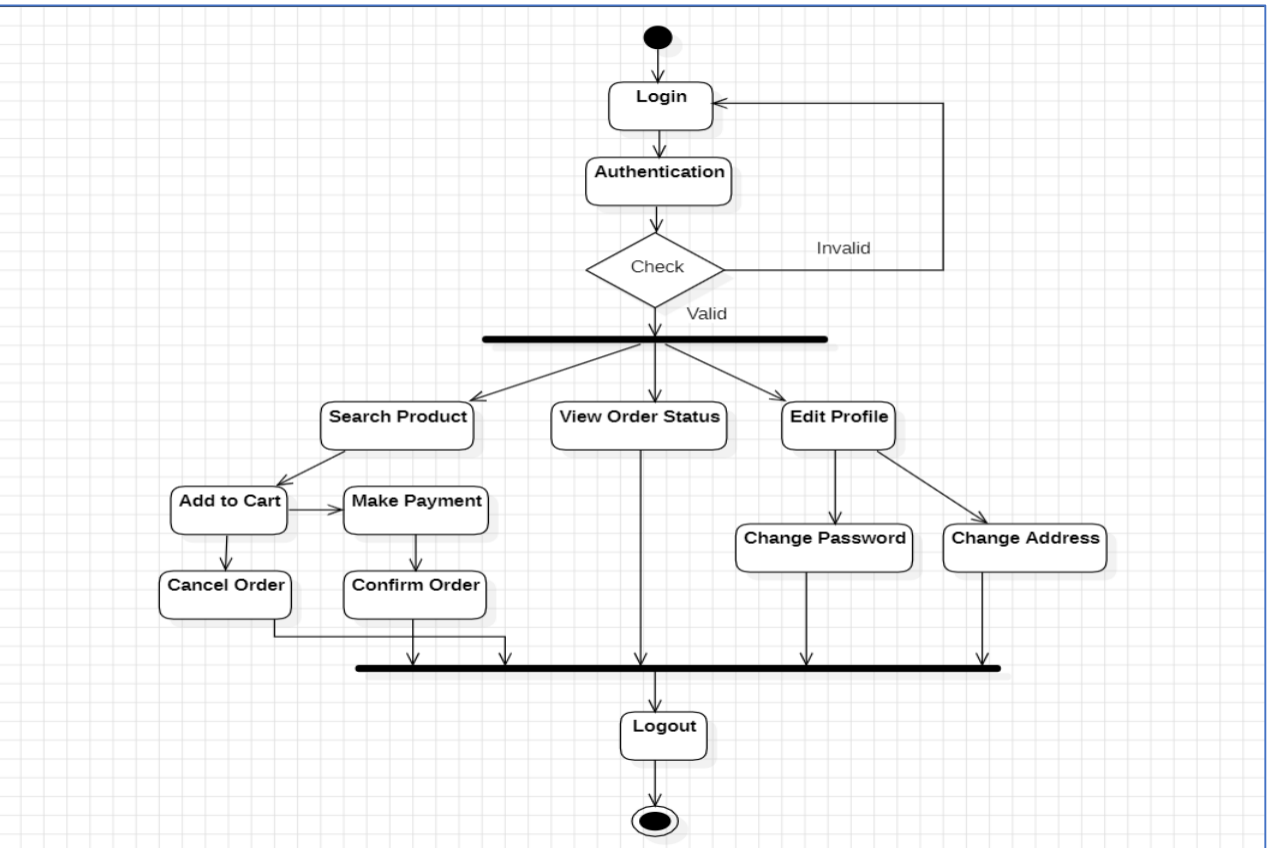 Login
Authentication
Check
Invalid
Valid
Search Product
View Order Status
Edit Profile
Add to Cart
Make Payment
Change Password
Change Address
Cancel Order
Confirm Order
Logout